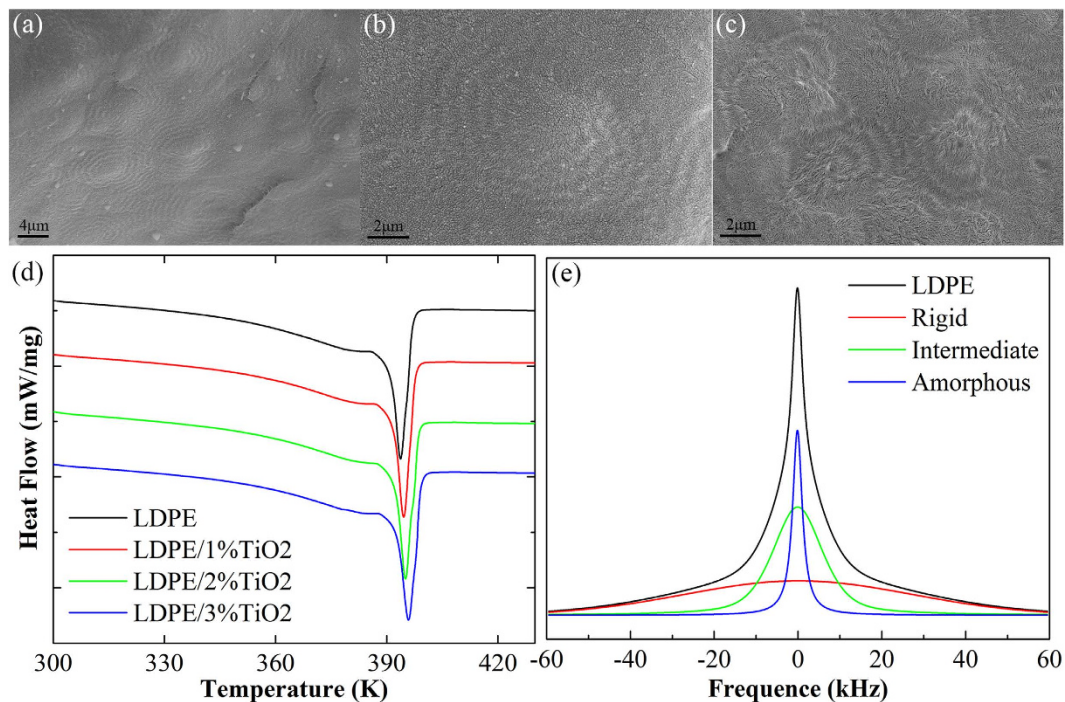 (a)
4μm
(b)
2μm
(c)
2μm
(d)
Heat Flow (mW/mg)
LDPE
LDPE/1%TiO2
LDPE/2%TiO2
LDPE/3%TiO2
300 330 360 390 420
Temperature (K)
(e)
LDPE
Rigid
Intermediate
Amorphous
-60 -40 -20 0 20 40 60
Frequence (kHz)